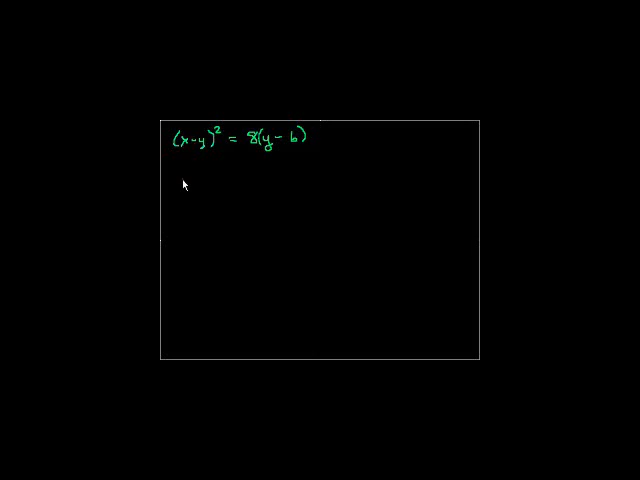 (x-y)² = 8(y-6)